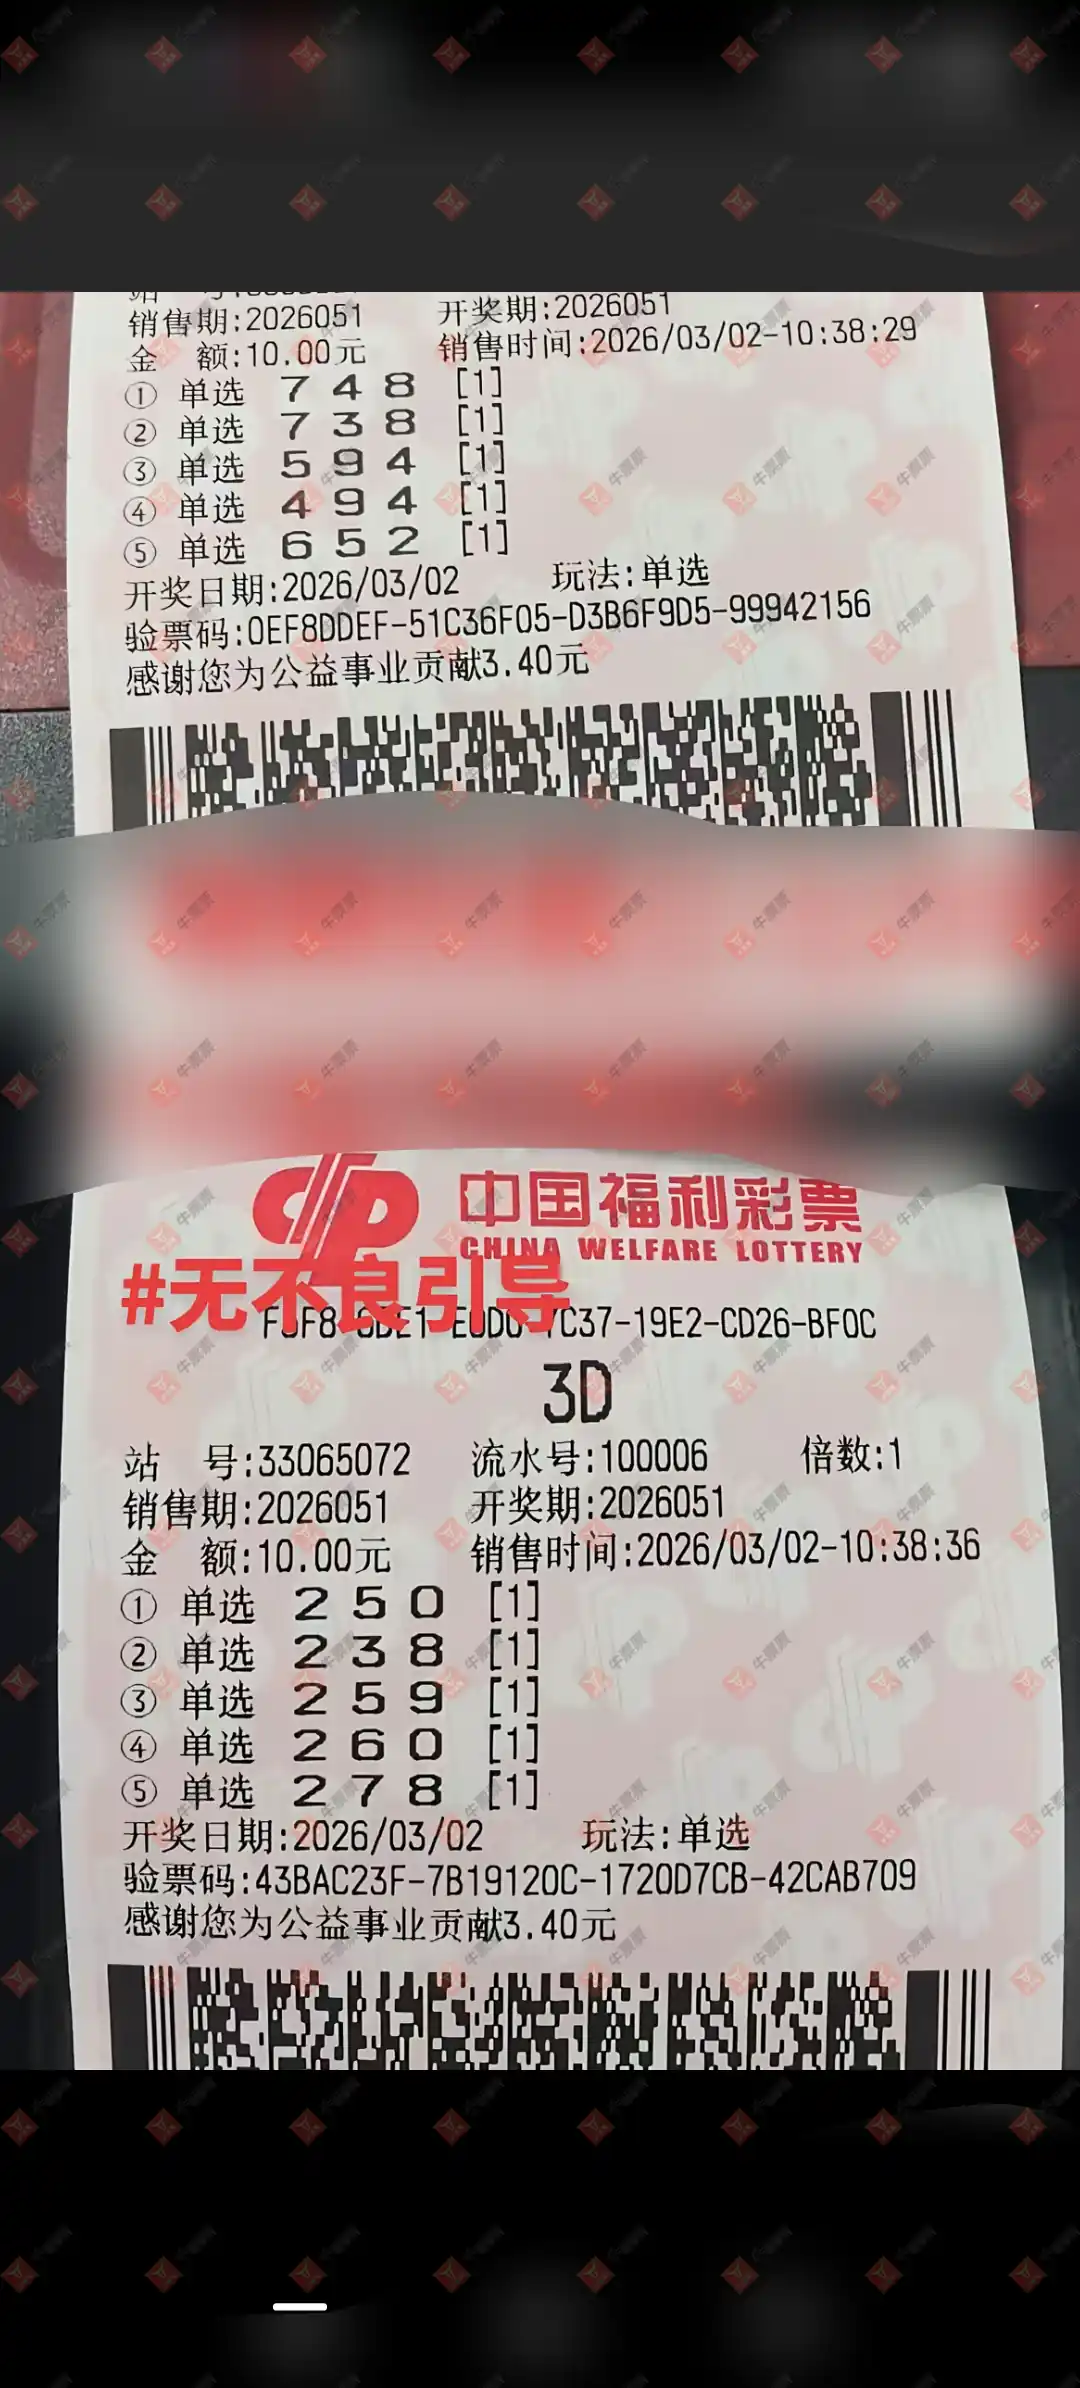 销售期:2026051 开奖期:2026051
金 额:10.00元 销售时间:2026/03/02-10:38:29
① 单选 7 4 8 [1]
② 单选 7 3 8 [1]
③ 单选 5 9 4 [1]
④ 单选 4 9 4 [1]
⑤ 单选 6 5 2 [1]
开奖日期:2026/03/02 玩法:单选
验票码:0EF8DDEF-51C36F05-D3B6F9D5-99942156
感谢您为公益事业贡献3.40元
中国福利彩票
CHINA WELFARE LOTTERY
#无不良引导
7C37-19E2-CD26-BF0C
3D
站 号:33065072 流水号:100006 倍数:1
销售期:2026051 开奖期:2026051
金 额:10.00元 销售时间:2026/03/02-10:38:36
① 单选 2 5 0 [1]
② 单选 2 3 8 [1]
③ 单选 2 5 9 [1]
④ 单选 2 6 0 [1]
⑤ 单选 2 7 8 [1]
开奖日期:2026/03/02 玩法:单选
验票码:43BAC23F-7B19120C-1720D7CB-42CAB709
感谢您为公益事业贡献3.40元
牛票票